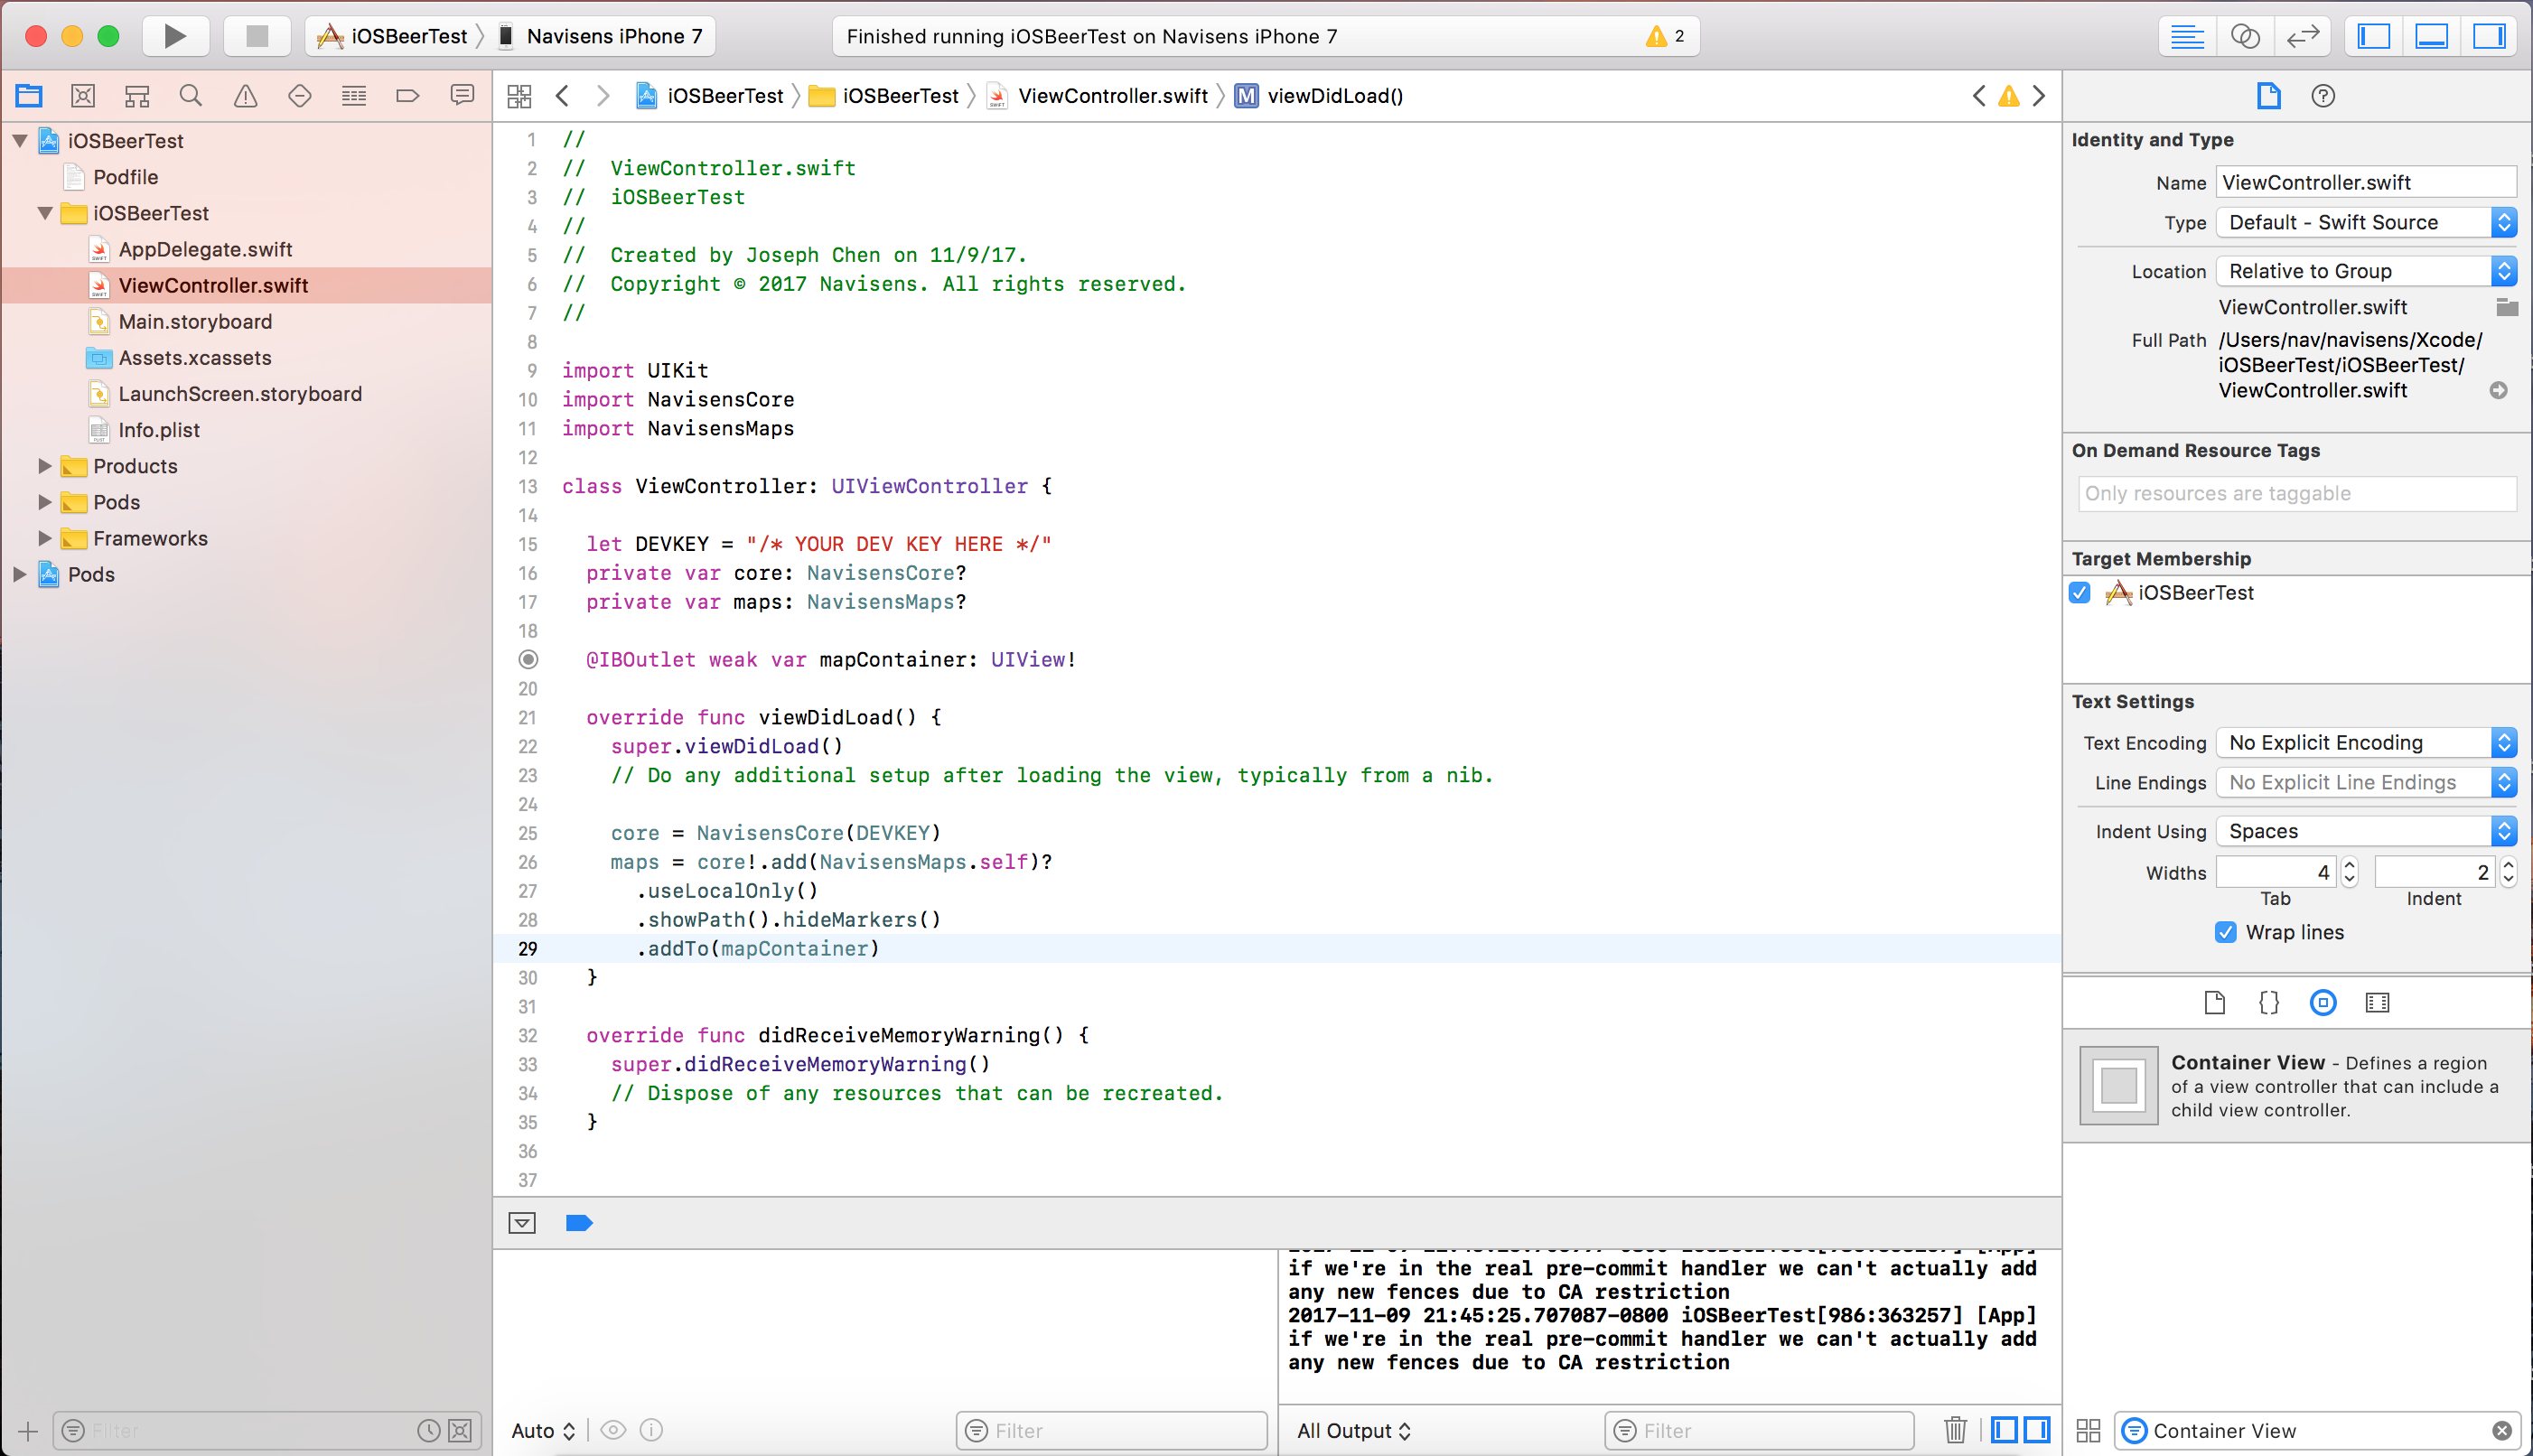 iOSBeerTest Navisens iPhone 7
Finished running iOSBeerTest on Navisens iPhone 7
2
iOSBeerTest
Podfile
iOSBeerTest
AppDelegate.swift
ViewController.swift
Main.storyboard
Assets.xcassets
LaunchScreen.storyboard
Info.plist
Products
Pods
Frameworks
Pods
Filter
iOSBeerTest iOSBeerTest ViewController.swift M viewDidLoad()
1 //
2 //  ViewController.swift
3 //  iOSBeerTest
4 //
5 //  Created by Joseph Chen on 11/9/17.
6 //  Copyright © 2017 Navisens. All rights reserved.
7 //
8
9 import UIKit
10 import NavisensCore
11 import NavisensMaps
12
13 class ViewController: UIViewController {
14
15   let DEVKEY = "/* YOUR DEV KEY HERE */"
16   private var core: NavisensCore?
17   private var maps: NavisensMaps?
18
@IBOutlet weak var mapContainer: UIView!
20
21   override func viewDidLoad() {
22     super.viewDidLoad()
23     // Do any additional setup after loading the view, typically from a nib.
24
25     core = NavisensCore(DEVKEY)
26     maps = core!.add(NavisensMaps.self)?
27       .useLocalOnly()
28       .showPath().hideMarkers()
29       .addTo(mapContainer)
30   }
31
32   override func didReceiveMemoryWarning() {
33     super.didReceiveMemoryWarning()
34     // Dispose of any resources that can be recreated.
35   }
36
37
if we're in the real pre-commit handler we can't actually add
any new fences due to CA restriction
2017-11-09 21:45:25.707087-0800 iOSBeerTest[986:363257] [App]
if we're in the real pre-commit handler we can't actually add
any new fences due to CA restriction
Auto
Filter
All Output
Filter
Identity and Type
Name ViewController.swift
Type Default - Swift Source
Location Relative to Group
ViewController.swift
Full Path /Users/nav/navisens/Xcode/
iOSBeerTest/iOSBeerTest/
ViewController.swift
On Demand Resource Tags
Only resources are taggable
Target Membership
iOSBeerTest
Text Settings
Text Encoding No Explicit Encoding
Line Endings No Explicit Line Endings
Indent Using Spaces
Widths 4 2
Tab Indent
Wrap lines
Container View - Defines a region
of a view controller that can include a
child view controller.
Container View